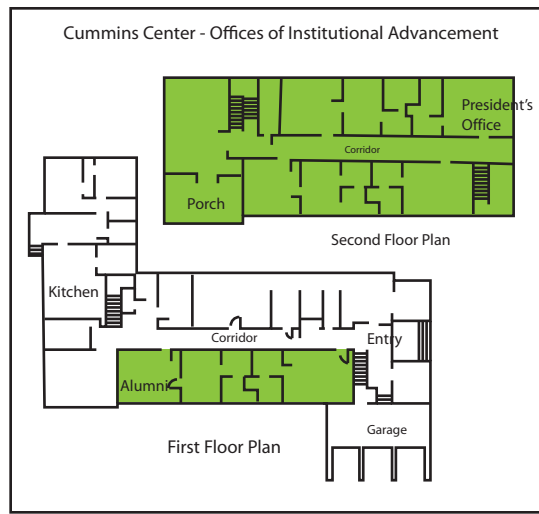 Cummins Center - Offices of Institutional Advancement
President's
Office
Corridor
Porch
Second Floor Plan
Kitchen
Corridor
Entry
Alumni
Garage
First Floor Plan